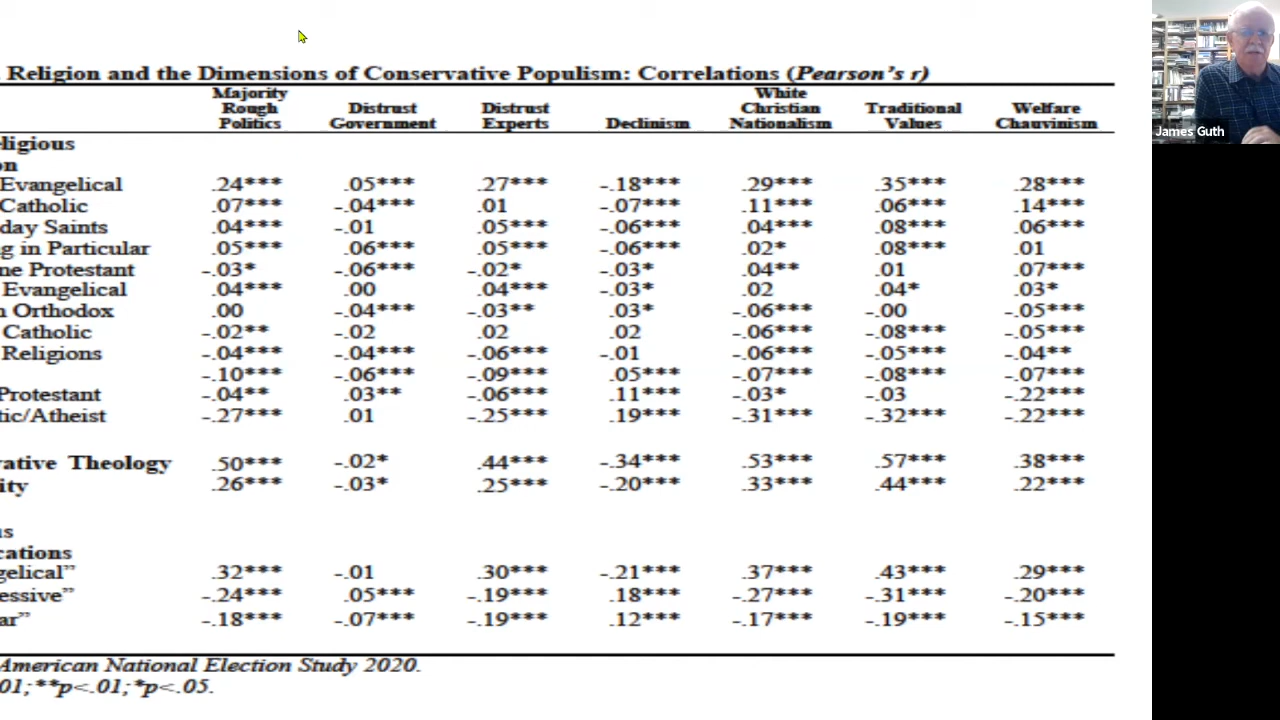 . Religion and the Dimensions of Conservative Populism: Correlations (Pearson's r)
Majority Rough Politics Distrust Government Distrust Experts Declinism White Christian Nationalism Traditional Values Welfare Chauvinism
ligious
on
Evangelical .24*** .05*** .27*** -.18*** .29*** .35*** .28***
Catholic .07*** -.04*** .01 -.07*** .11*** .06*** .14***
day Saints .04*** -.01 .05*** -.06*** .04*** .08*** .06***
g in Particular .05*** .06*** .05*** -.06*** .02* .08*** .01
ne Protestant -.03* -.06*** -.02* -.03* .04** .01 .07***
Evangelical .04*** .00 .04*** -.03* .02 .04* .03*
n Orthodox .00 -.04*** -.03** .03* -.06*** -.00 -.05***
Catholic -.02** -.02 .02 .02 -.06*** -.08*** -.05***
Religions -.04*** -.04*** -.06*** -.01 -.06*** -.05*** -.04**
-.10*** -.06*** -.09*** .05*** -.07*** -.08*** -.07***
Protestant -.04** .03** -.06*** .11*** -.03* -.03 -.22***
tic/Atheist -.27*** .01 -.25*** .19*** -.31*** -.32*** -.22***
vative Theology .50*** -.02* .44*** -.34*** .53*** .57*** .38***
ity .26*** -.03* .25*** -.20*** .33*** .44*** .22***
ns
cations
gelical” .32*** -.01 .30*** -.21*** .37*** .43*** .29***
essive” -.24*** .05*** -.19*** .18*** -.27*** -.31*** -.20***
ar” -.18*** -.07*** -.19*** .12*** -.17*** -.19*** -.15***
American National Election Study 2020.
01; **p<.01; *p<.05.
James Guth